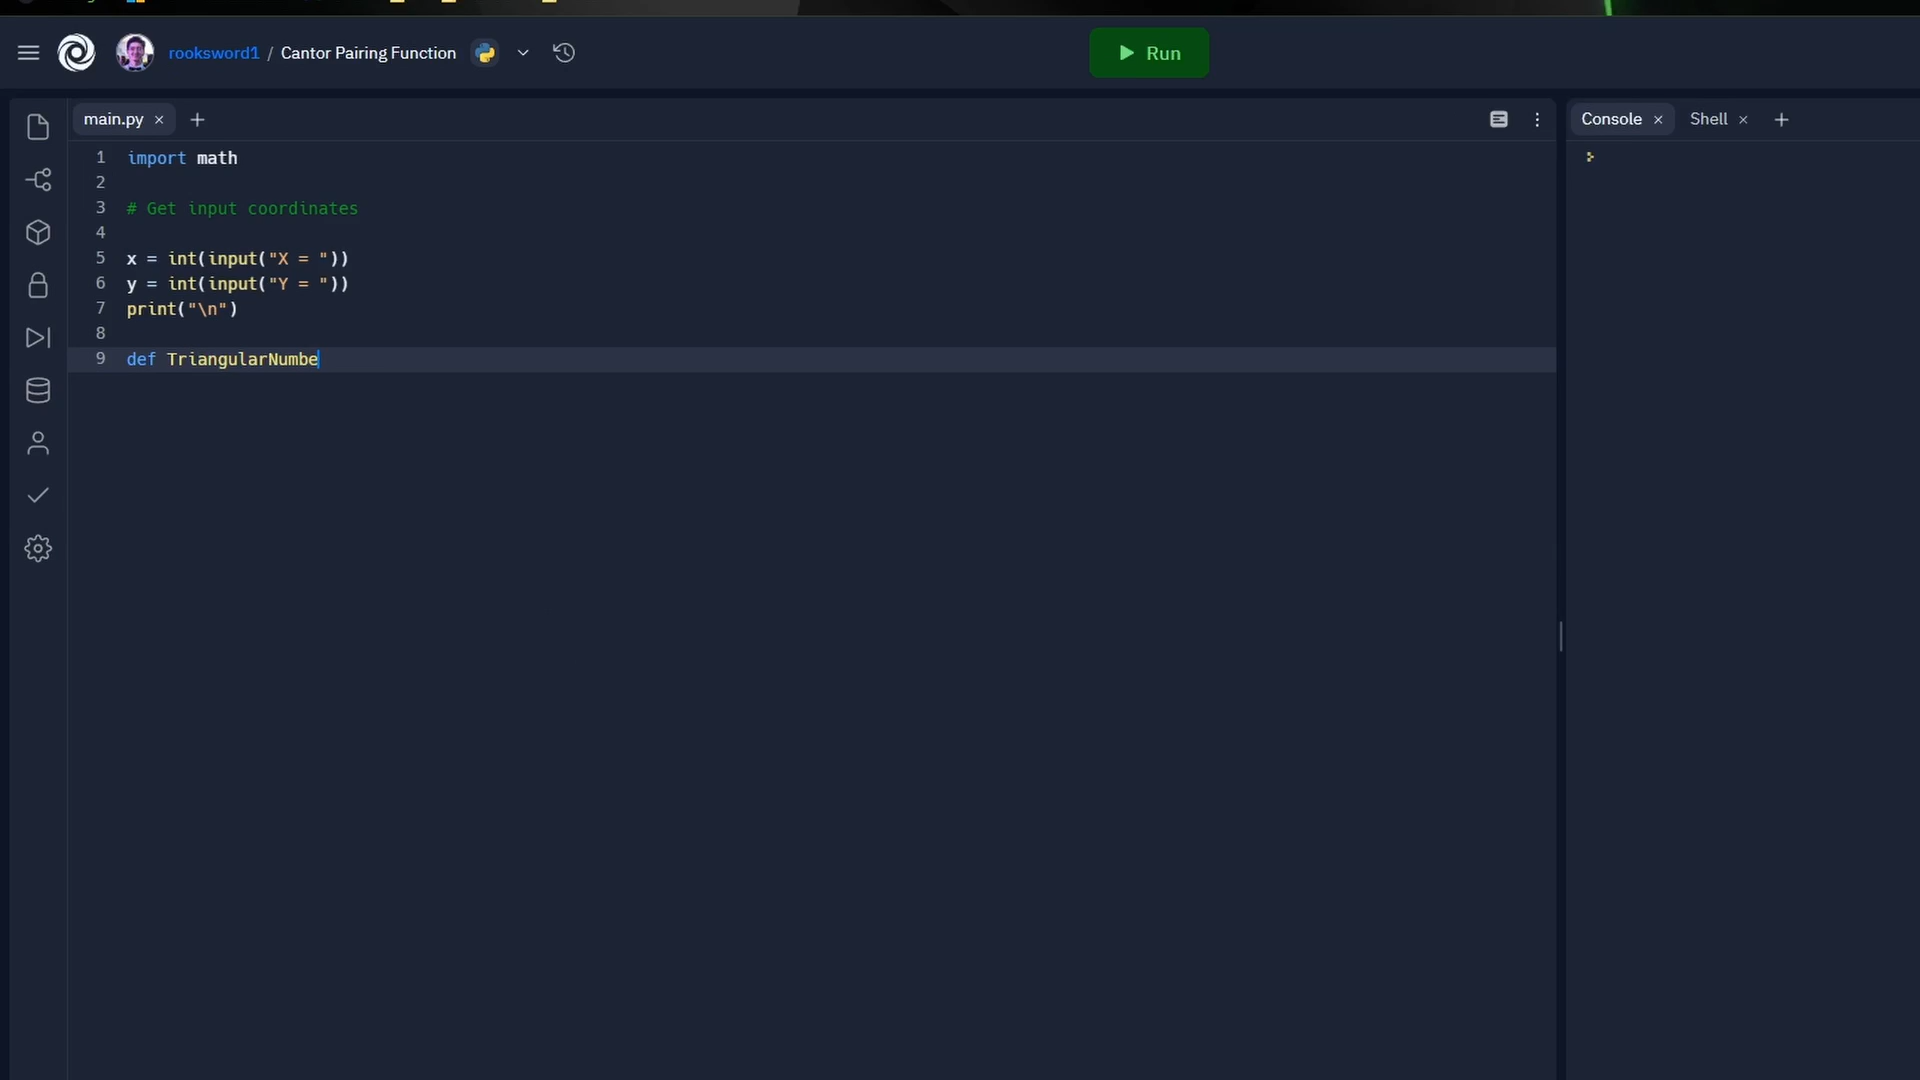 rooksword1 / Cantor Pairing Function
Run
main.py
Console
Shell
1 import math
2
3 # Get input coordinates
4
5 x = int(input("X = "))
6 y = int(input("Y = "))
7 print("\n")
8
9 def TriangularNumbe